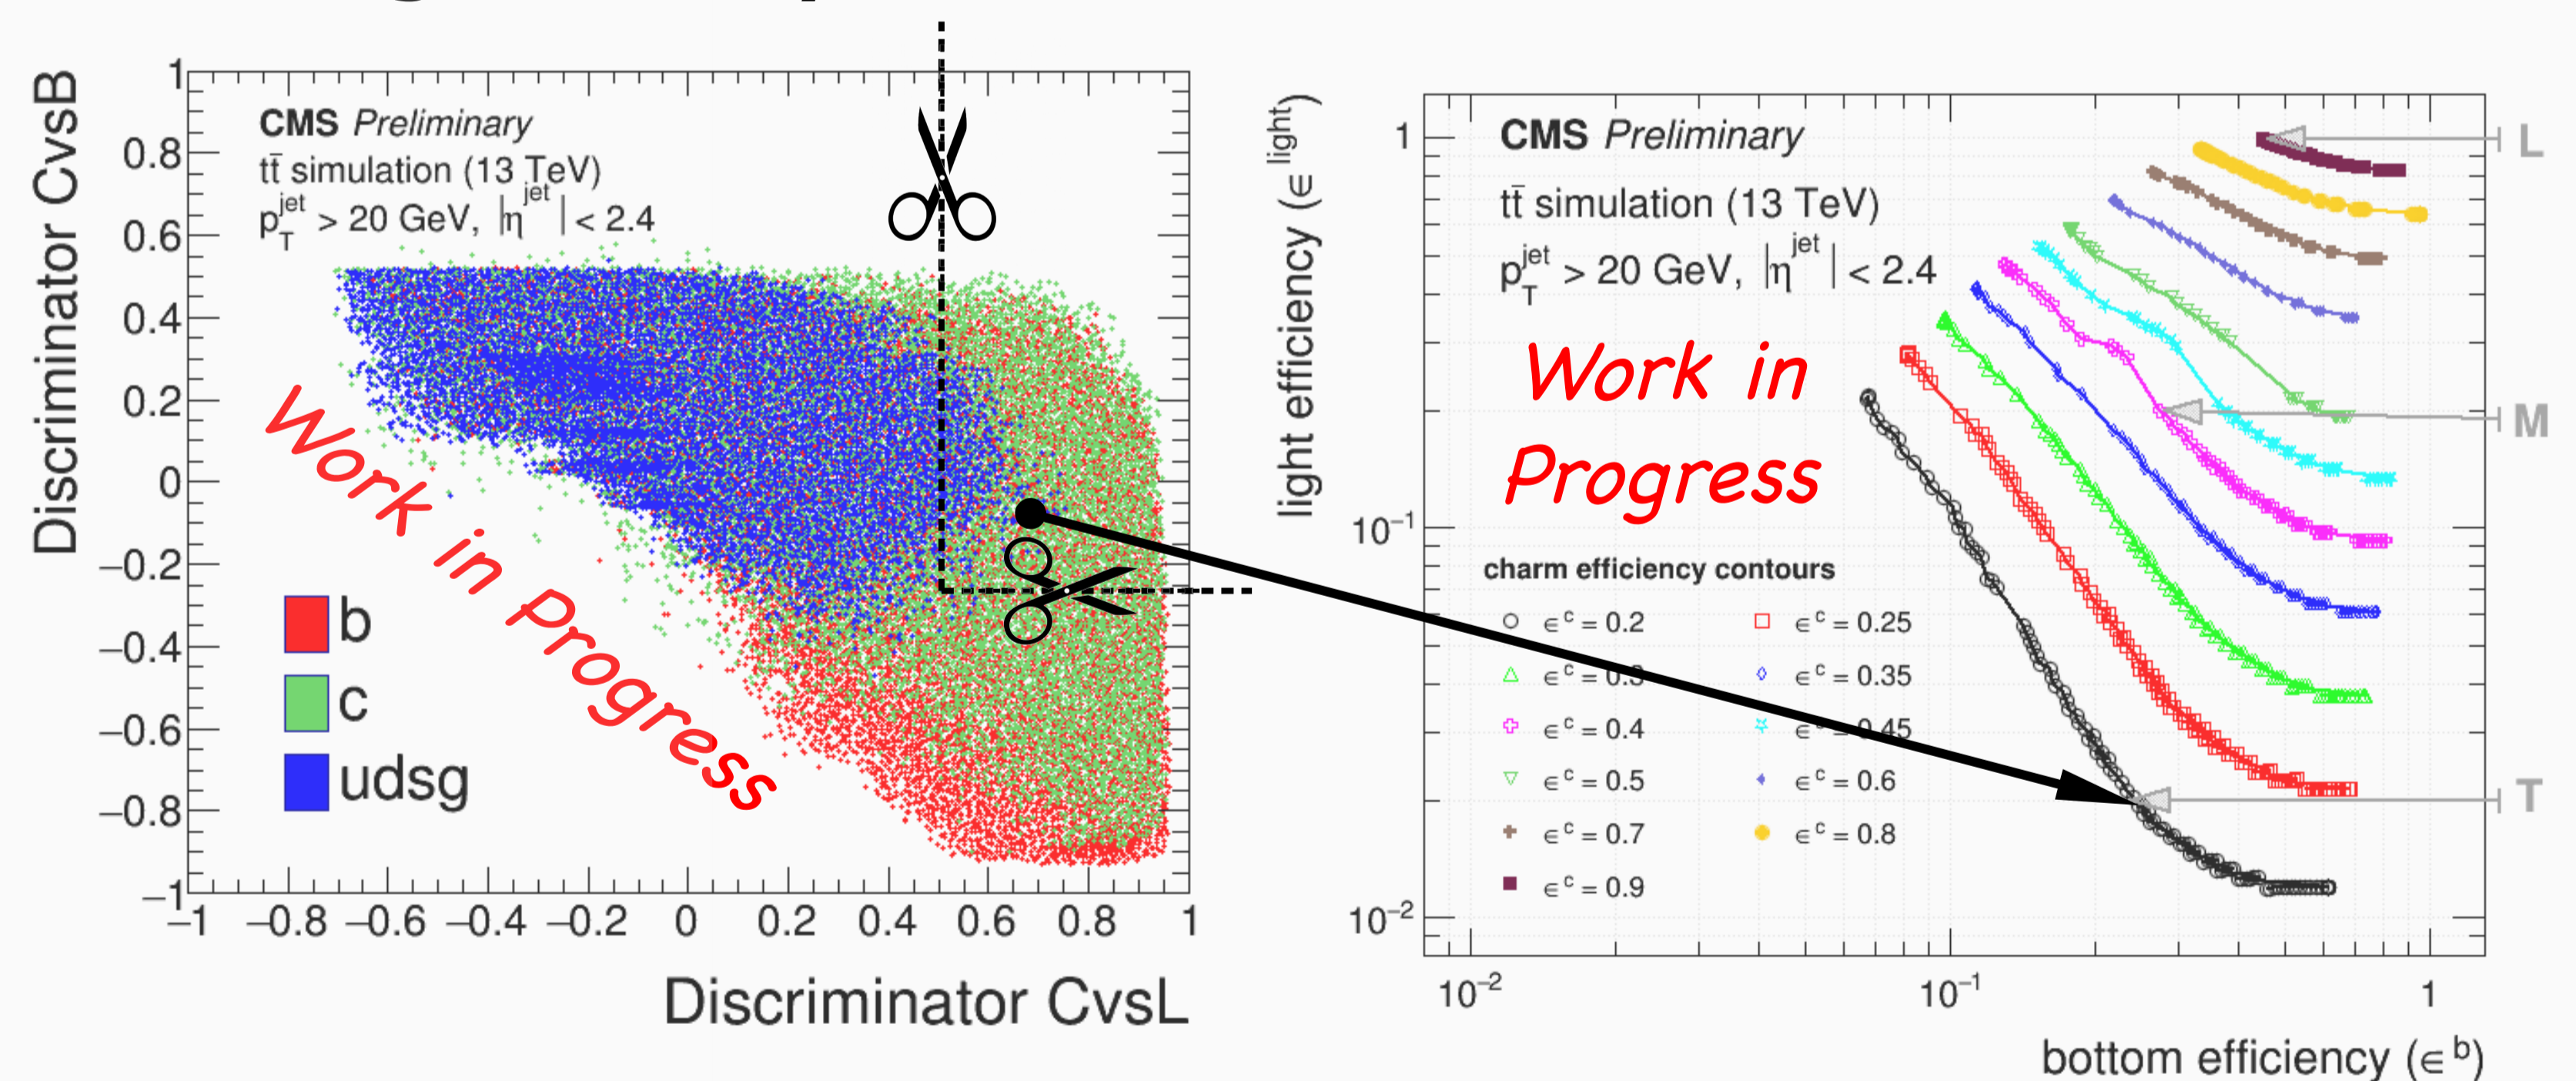 Discriminator CvsB
1
0.8
0.6
0.4
0.2
0
−0.2
−0.4
−0.6
−0.8
−1
CMS Preliminary
tt̄ simulation (13 TeV)
p_T^jet > 20 GeV, |η^jet| < 2.4
Work in Progress
b
c
udsg
−1 −0.8 −0.6 −0.4 −0.2 0 0.2 0.4 0.6 0.8 1
Discriminator CvsL
light efficiency (ϵ^light)
1
10⁻¹
10⁻²
CMS Preliminary
tt̄ simulation (13 TeV)
p_T^jet > 20 GeV, |η^jet| < 2.4
Work in
Progress
charm efficiency contours
ϵ^c = 0.2 ϵ^c = 0.25
ϵ^c = 0.3 ϵ^c = 0.35
ϵ^c = 0.4 ϵ^c = 0.45
ϵ^c = 0.5 ϵ^c = 0.6
ϵ^c = 0.7 ϵ^c = 0.8
ϵ^c = 0.9
L
M
T
10⁻² 10⁻¹ 1
bottom efficiency (ϵ^b)